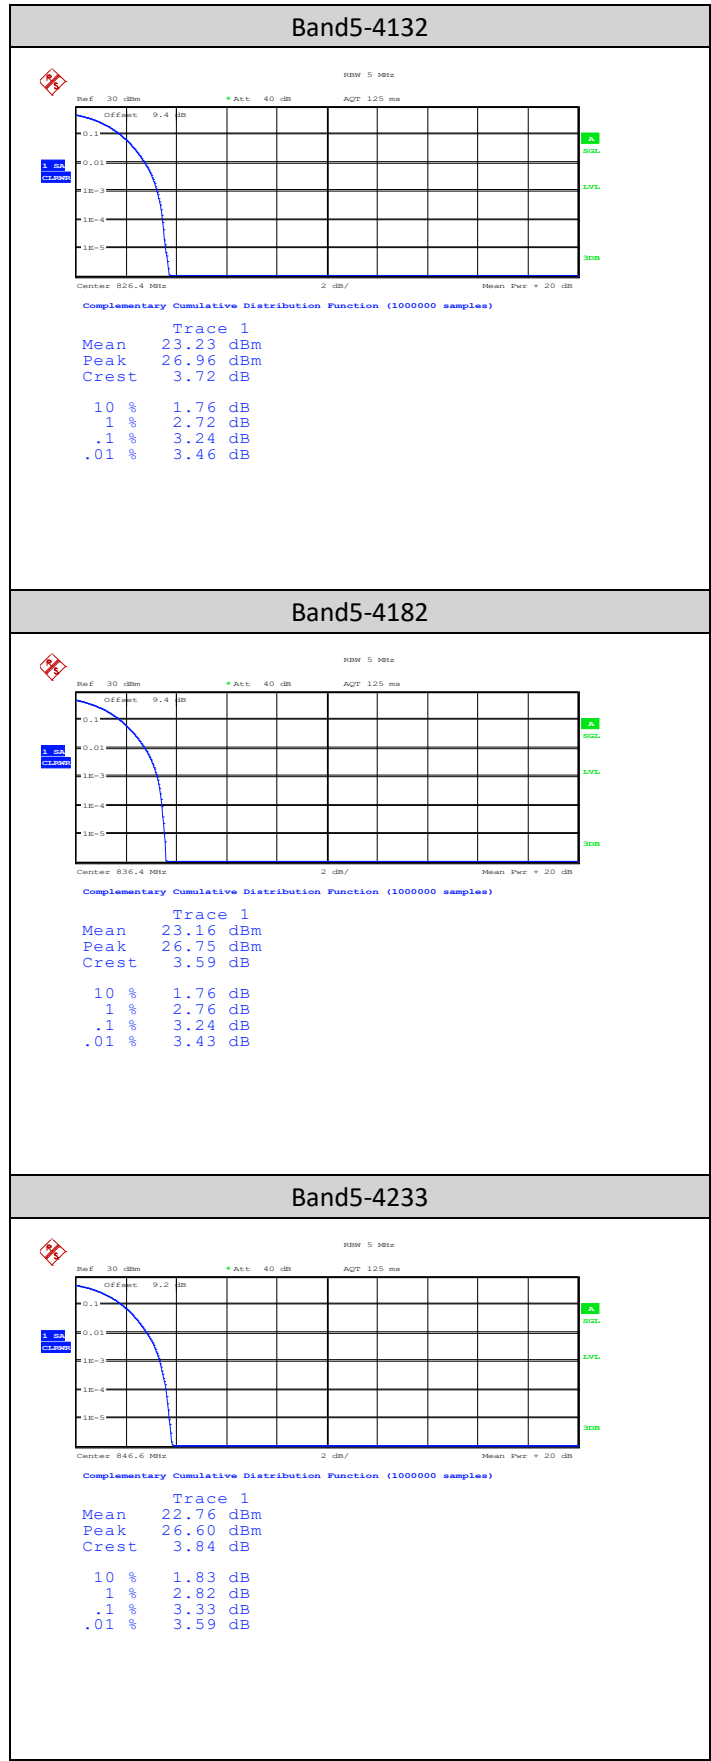 Band5-4132
R S
RBW 5 MHz
Ref 30 dBm *Att 40 dB AQT 125 ms
Offset 9.4 dB
0.1
A
SGL
0.01
1 SA
CLRWR
1E-3
LVL
1E-4
1E-5
3DB
Center 826.4 MHz 2 dB/ Mean Pwr + 20 dB
Complementary Cumulative Distribution Function (1000000 samples)
Trace 1
Mean 23.23 dBm
Peak 26.96 dBm
Crest 3.72 dB
10 % 1.76 dB
1 % 2.72 dB
.1 % 3.24 dB
.01 % 3.46 dB
Band5-4182
R S
RBW 5 MHz
Ref 30 dBm *Att 40 dB AQT 125 ms
Offset 9.4 dB
0.1
A
SGL
0.01
1 SA
CLRWR
1E-3
LVL
1E-4
1E-5
3DB
Center 836.4 MHz 2 dB/ Mean Pwr + 20 dB
Complementary Cumulative Distribution Function (1000000 samples)
Trace 1
Mean 23.16 dBm
Peak 26.75 dBm
Crest 3.59 dB
10 % 1.76 dB
1 % 2.76 dB
.1 % 3.24 dB
.01 % 3.43 dB
Band5-4233
R S
RBW 5 MHz
Ref 30 dBm *Att 40 dB AQT 125 ms
Offset 9.2 dB
0.1
A
SGL
0.01
1 SA
CLRWR
1E-3
LVL
1E-4
1E-5
3DB
Center 846.6 MHz 2 dB/ Mean Pwr + 20 dB
Complementary Cumulative Distribution Function (1000000 samples)
Trace 1
Mean 22.76 dBm
Peak 26.60 dBm
Crest 3.84 dB
10 % 1.83 dB
1 % 2.82 dB
.1 % 3.33 dB
.01 % 3.59 dB